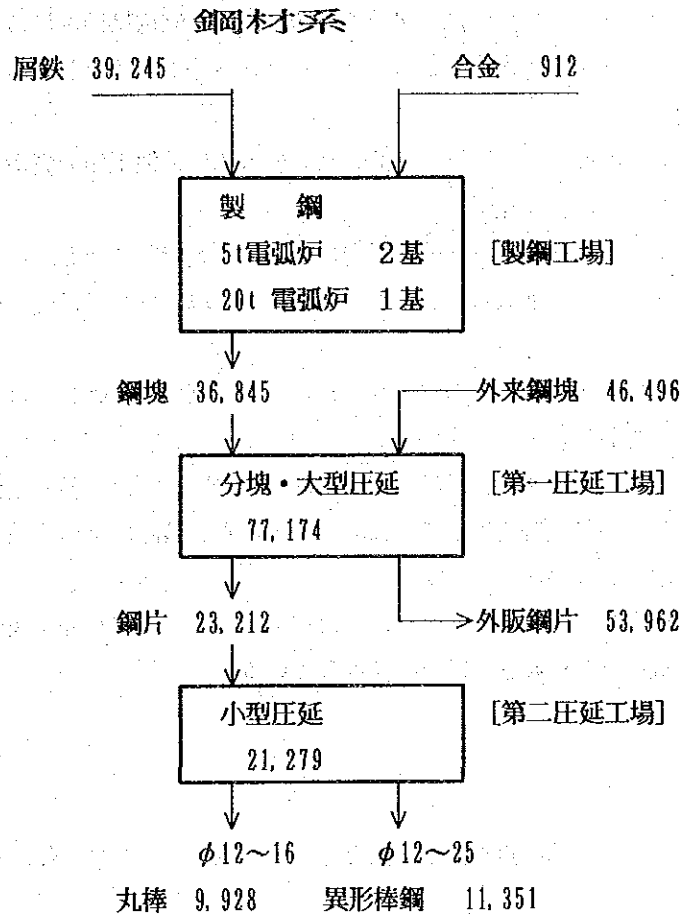 鋼材系
屑鉄 39,245 合金 912
製 鋼
5t電弧炉 2基 [製鋼工場]
20t 電弧炉 1基
鋼塊 36,845 外来鋼塊 46,496
分塊・大型圧延 [第一圧延工場]
77,174
鋼片 23,212 外販鋼片 53,962
小型圧延 [第二圧延工場]
21,279
φ12～16 φ12～25
丸棒 9,928 異形棒鋼 11,351